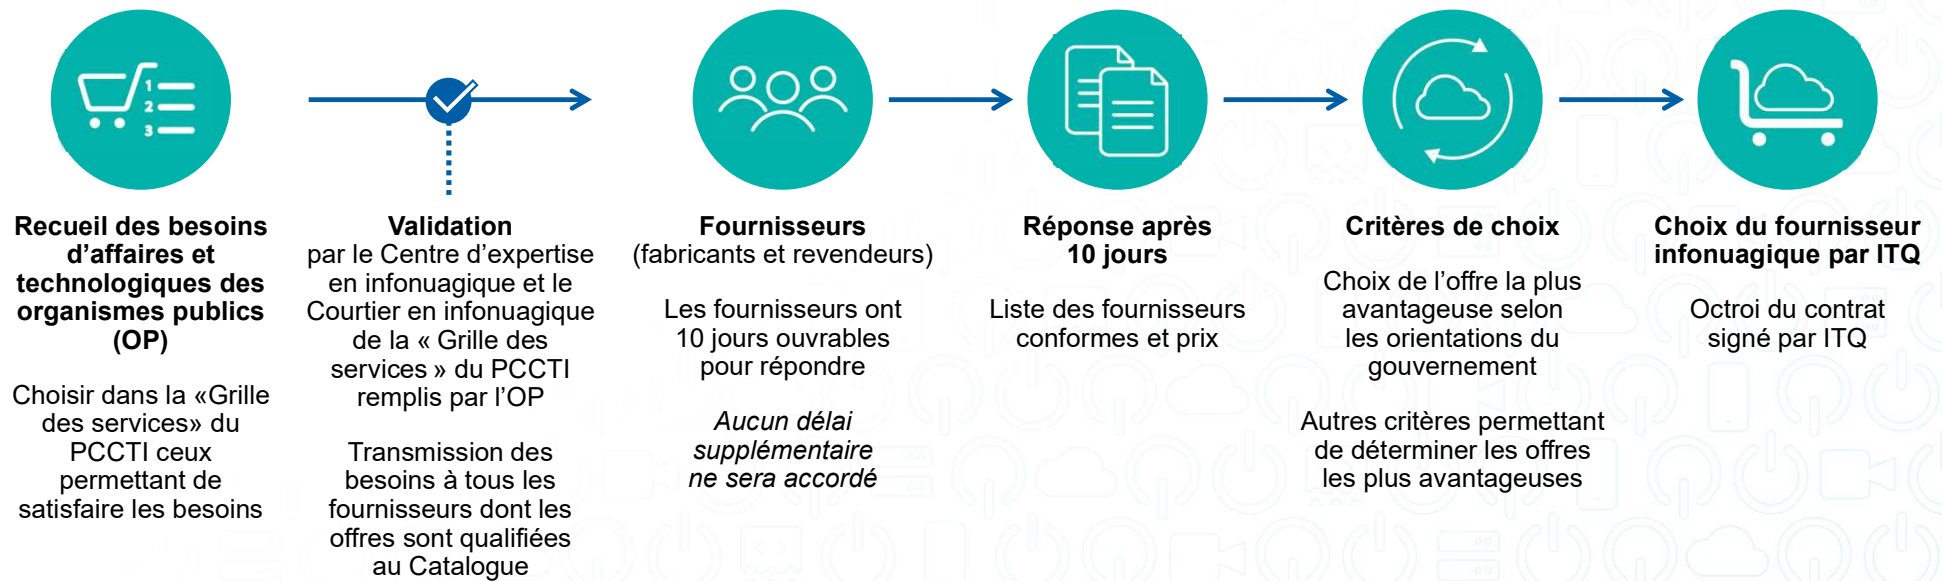 1
2
3
Recueil des besoins
d’affaires et
technologiques des
organismes publics
(OP)
Choisir dans la «Grille
des services» du
PCCTI ceux
permettant de
satisfaire les besoins
Validation
par le Centre d’expertise
en infonuagique et le
Courtier en infonuagique
de la « Grille des
services » du PCCTI
remplis par l’OP
Transmission des
besoins à tous les
fournisseurs dont les
offres sont qualifiées
au Catalogue
Fournisseurs
(fabricants et revendeurs)
Les fournisseurs ont
10 jours ouvrables
pour répondre
Aucun délai
supplémentaire
ne sera accordé
Réponse après
10 jours
Liste des fournisseurs
conformes et prix
Critères de choix
Choix de l’offre la plus
avantageuse selon
les orientations du
gouvernement
Autres critères permettant
de déterminer les offres
les plus avantageuses
Choix du fournisseur
infonuagique par ITQ
Octroi du contrat
signé par ITQ